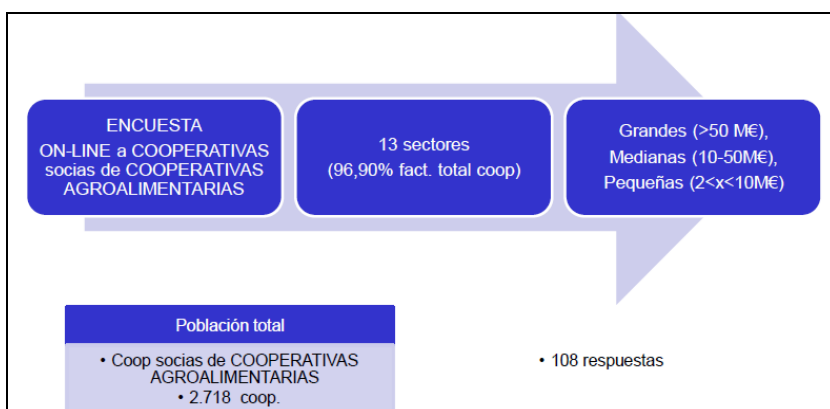 ENCUESTA
ON-LINE a COOPERATIVAS
socias de COOPERATIVAS
AGROALIMENTARIAS
13 sectores
(96,90% fact. total coop)
Grandes (>50 M€),
Medianas (10-50M€),
Pequeñas (2<x<10M€)
Población total
• Coop socias de COOPERATIVAS
AGROALIMENTARIAS
• 2.718 coop.
• 108 respuestas